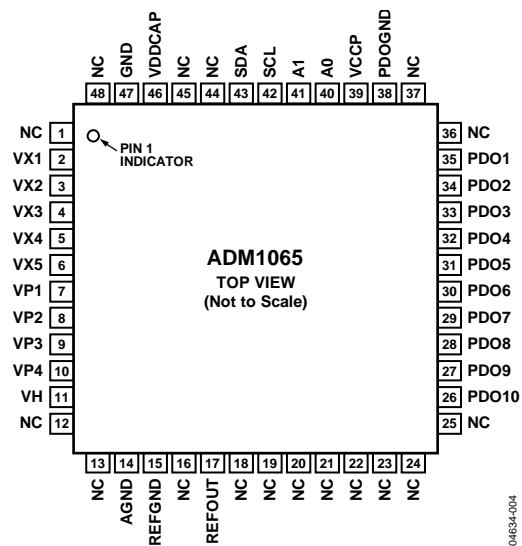 NC GND VDDCAP NC NC SDA SCL A1 A0 VCCP PDOGND NC
48 47 46 45 44 43 42 41 40 39 38 37
NC 1
VX1 2
VX2 3
VX3 4
VX4 5
VX5 6
VP1 7
VP2 8
VP3 9
VP4 10
VH 11
NC 12
PIN 1
INDICATOR
ADM1065
TOP VIEW
(Not to Scale)
36 NC
35 PDO1
34 PDO2
33 PDO3
32 PDO4
31 PDO5
30 PDO6
29 PDO7
28 PDO8
27 PDO9
26 PDO10
25 NC
13 14 15 16 17 18 19 20 21 22 23 24
NC AGND REFGND NC REFOUT NC NC NC NC NC NC NC
04634-004